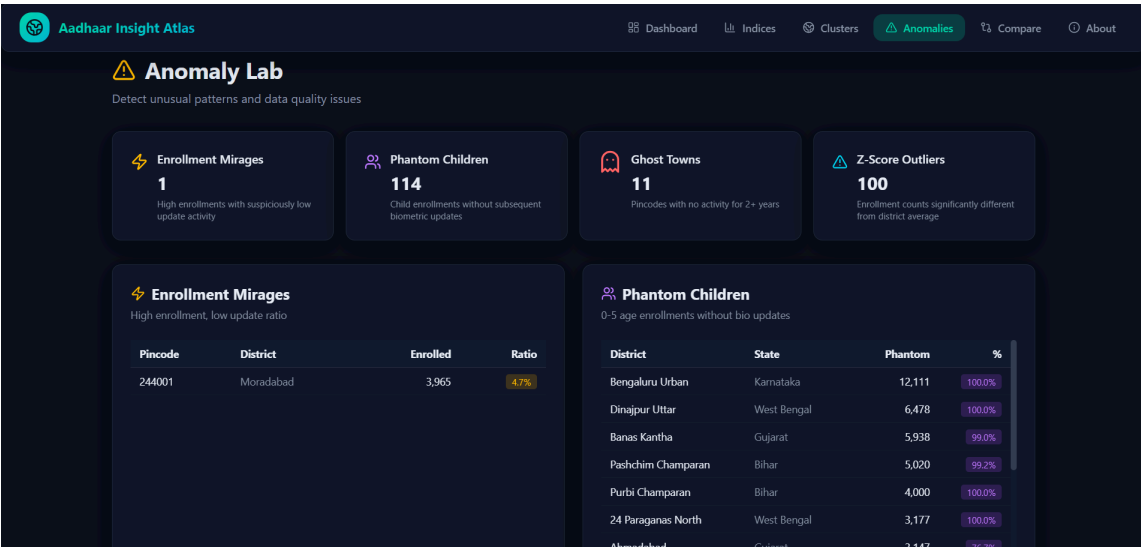 Aadhaar Insight Atlas
Dashboard Indices Clusters Anomalies Compare About
Anomaly Lab
Detect unusual patterns and data quality issues
Enrollment Mirages
1
High enrollments with suspiciously low
update activity
Phantom Children
114
Child enrollments without subsequent
biometric updates
Ghost Towns
11
Pincodes with no activity for 2+ years
Z-Score Outliers
100
Enrollment counts significantly different
from district average
Enrollment Mirages
High enrollment, low update ratio
Pincode District Enrolled Ratio
244001 Moradabad 3,965 4.7%
Phantom Children
0-5 age enrollments without bio updates
District State Phantom %
Bengaluru Urban Karnataka 12,111 100.0%
Dinajpur Uttar West Bengal 6,478 100.0%
Banas Kantha Gujarat 5,938 99.0%
Pashchim Champaran Bihar 5,020 99.2%
Purbi Champaran Bihar 4,000 100.0%
24 Paraganas North West Bengal 3,177 100.0%
Ahmadabad Gujarat